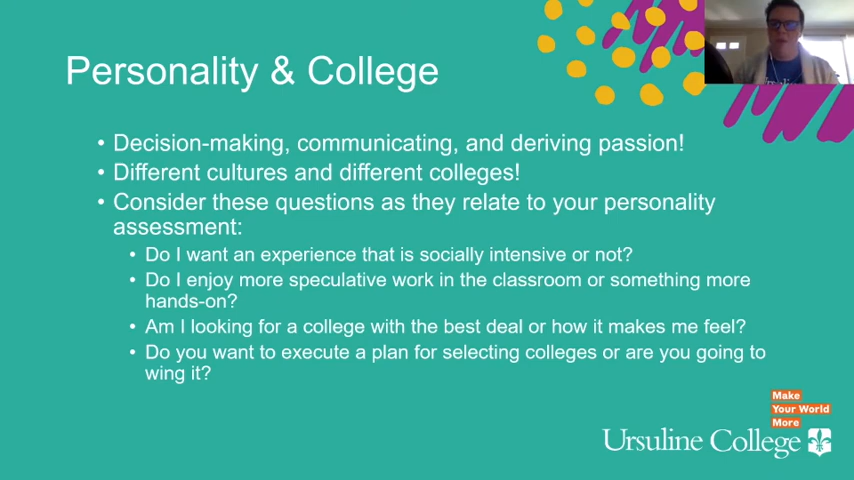 Personality & College
• Decision-making, communicating, and deriving passion!
• Different cultures and different colleges!
• Consider these questions as they relate to your personality
assessment:
• Do I want an experience that is socially intensive or not?
• Do I enjoy more speculative work in the classroom or something more
hands-on?
• Am I looking for a college with the best deal or how it makes me feel?
• Do you want to execute a plan for selecting colleges or are you going to
wing it?
Make
Your World
More
Ursuline College